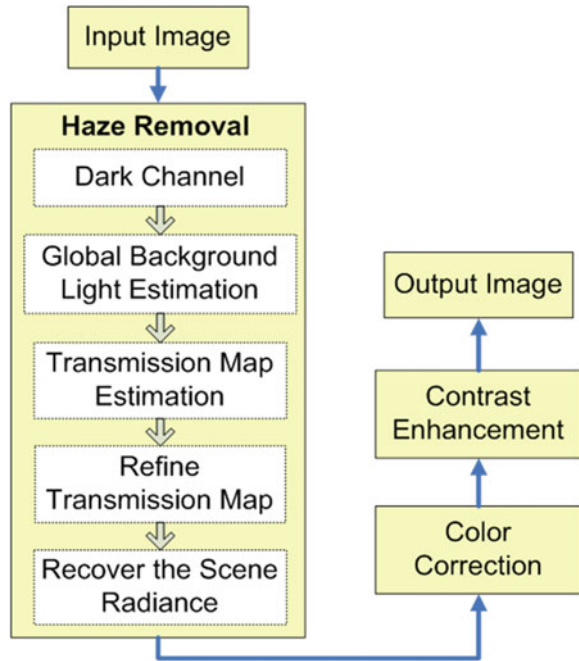 Input Image
Haze Removal
Dark Channel
Global Background
Light Estimation
Transmission Map
Estimation
Refine
Transmission Map
Recover the Scene
Radiance
Output Image
Contrast
Enhancement
Color
Correction